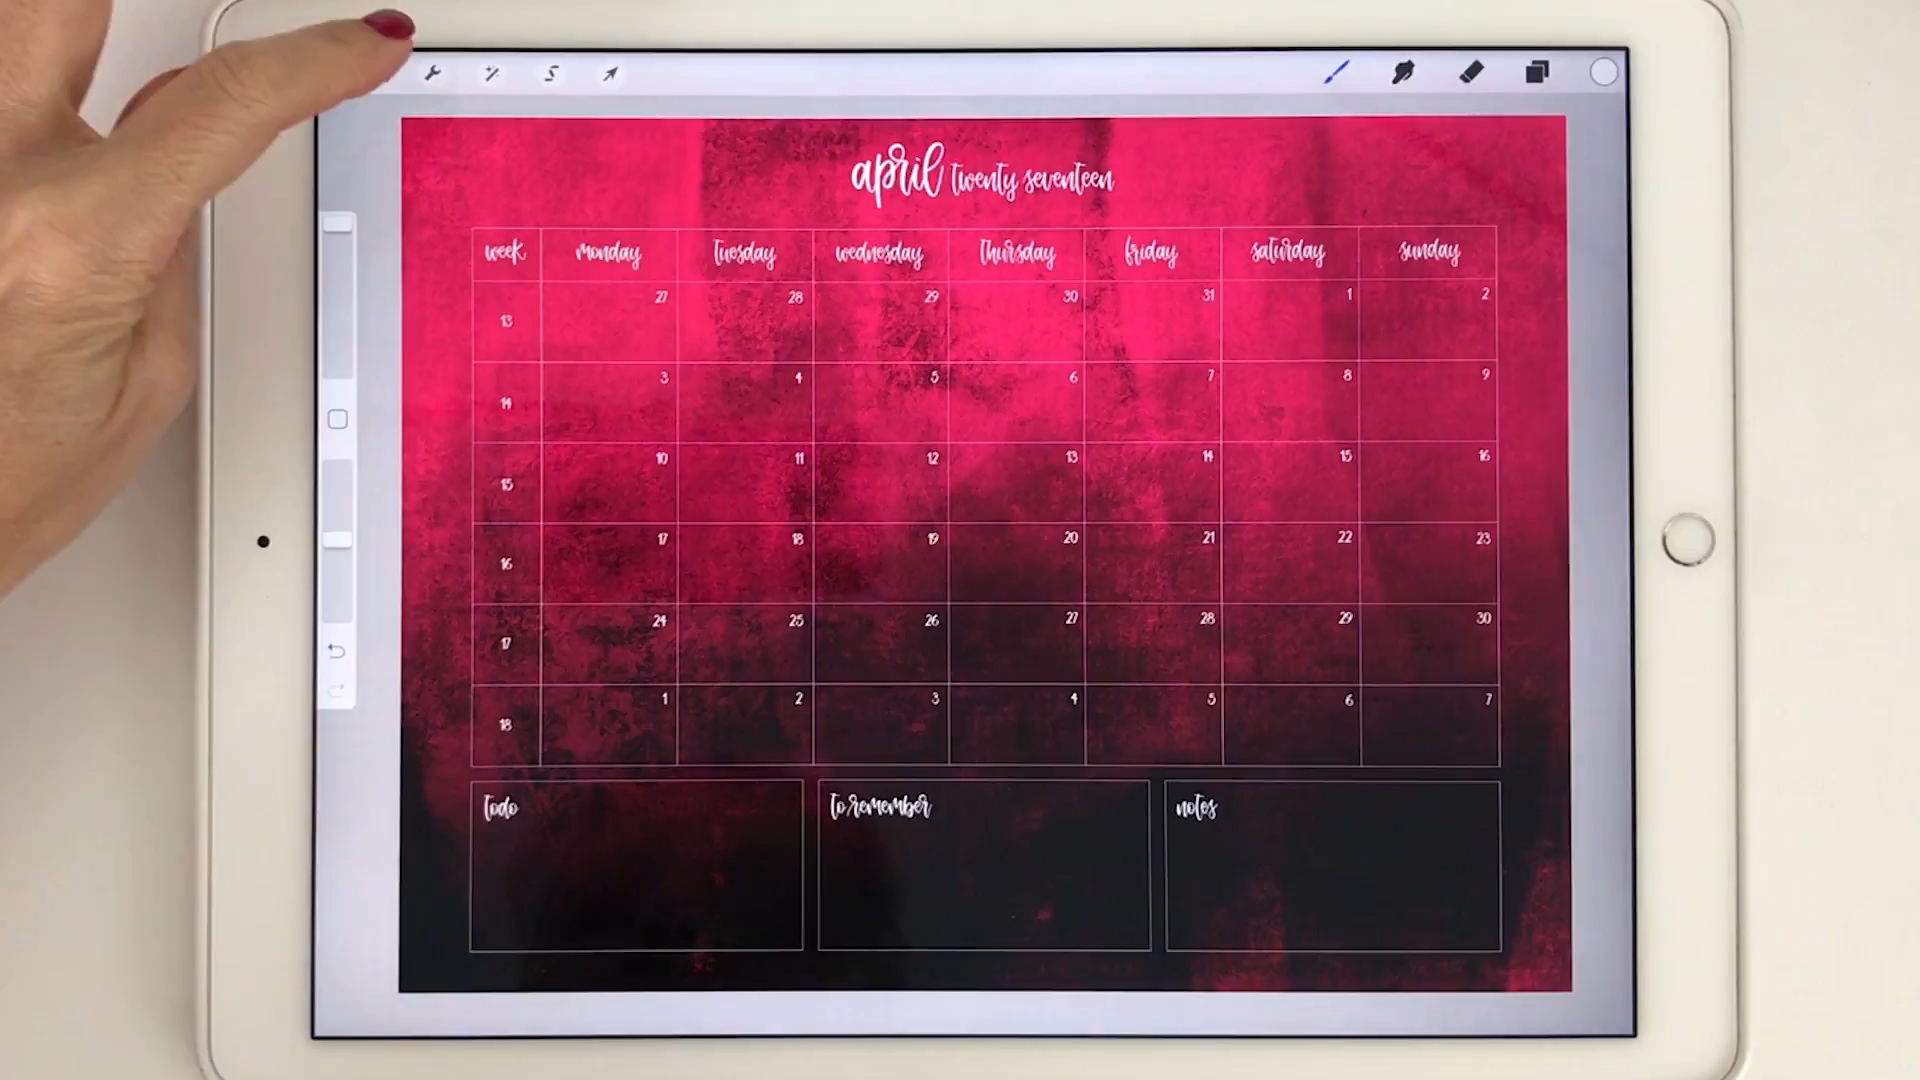 april twenty seventeen
week monday tuesday wednesday thursday friday saturday sunday
13 27 28 29 30 31 1 2
14 3 4 5 6 7 8 9
15 10 11 12 13 14 15 16
16 17 18 19 20 21 22 23
17 24 25 26 27 28 29 30
18 1 2 3 4 5 6 7
todo to remember notes